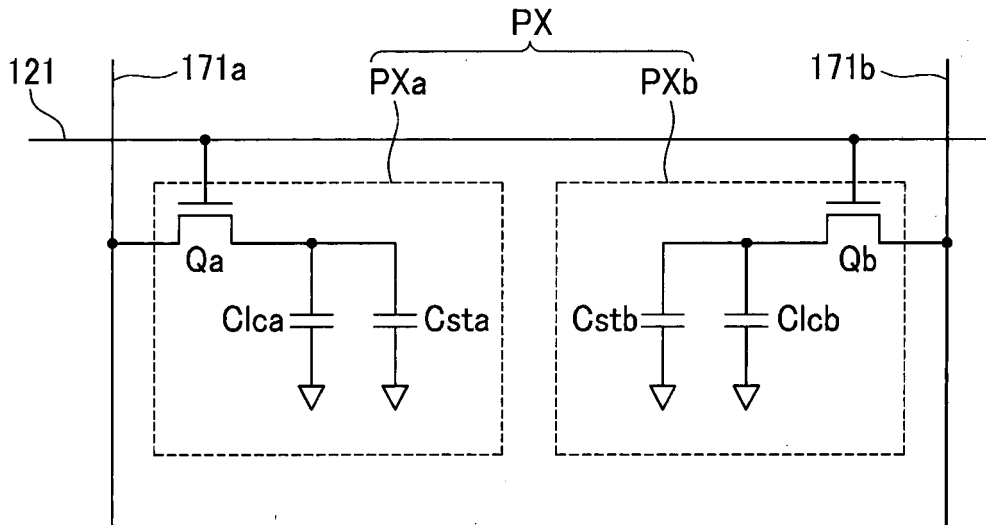 PX
121
171a
PXa
PXb
171b
Qa
Qb
Clca
Csta
Cstb
Clcb